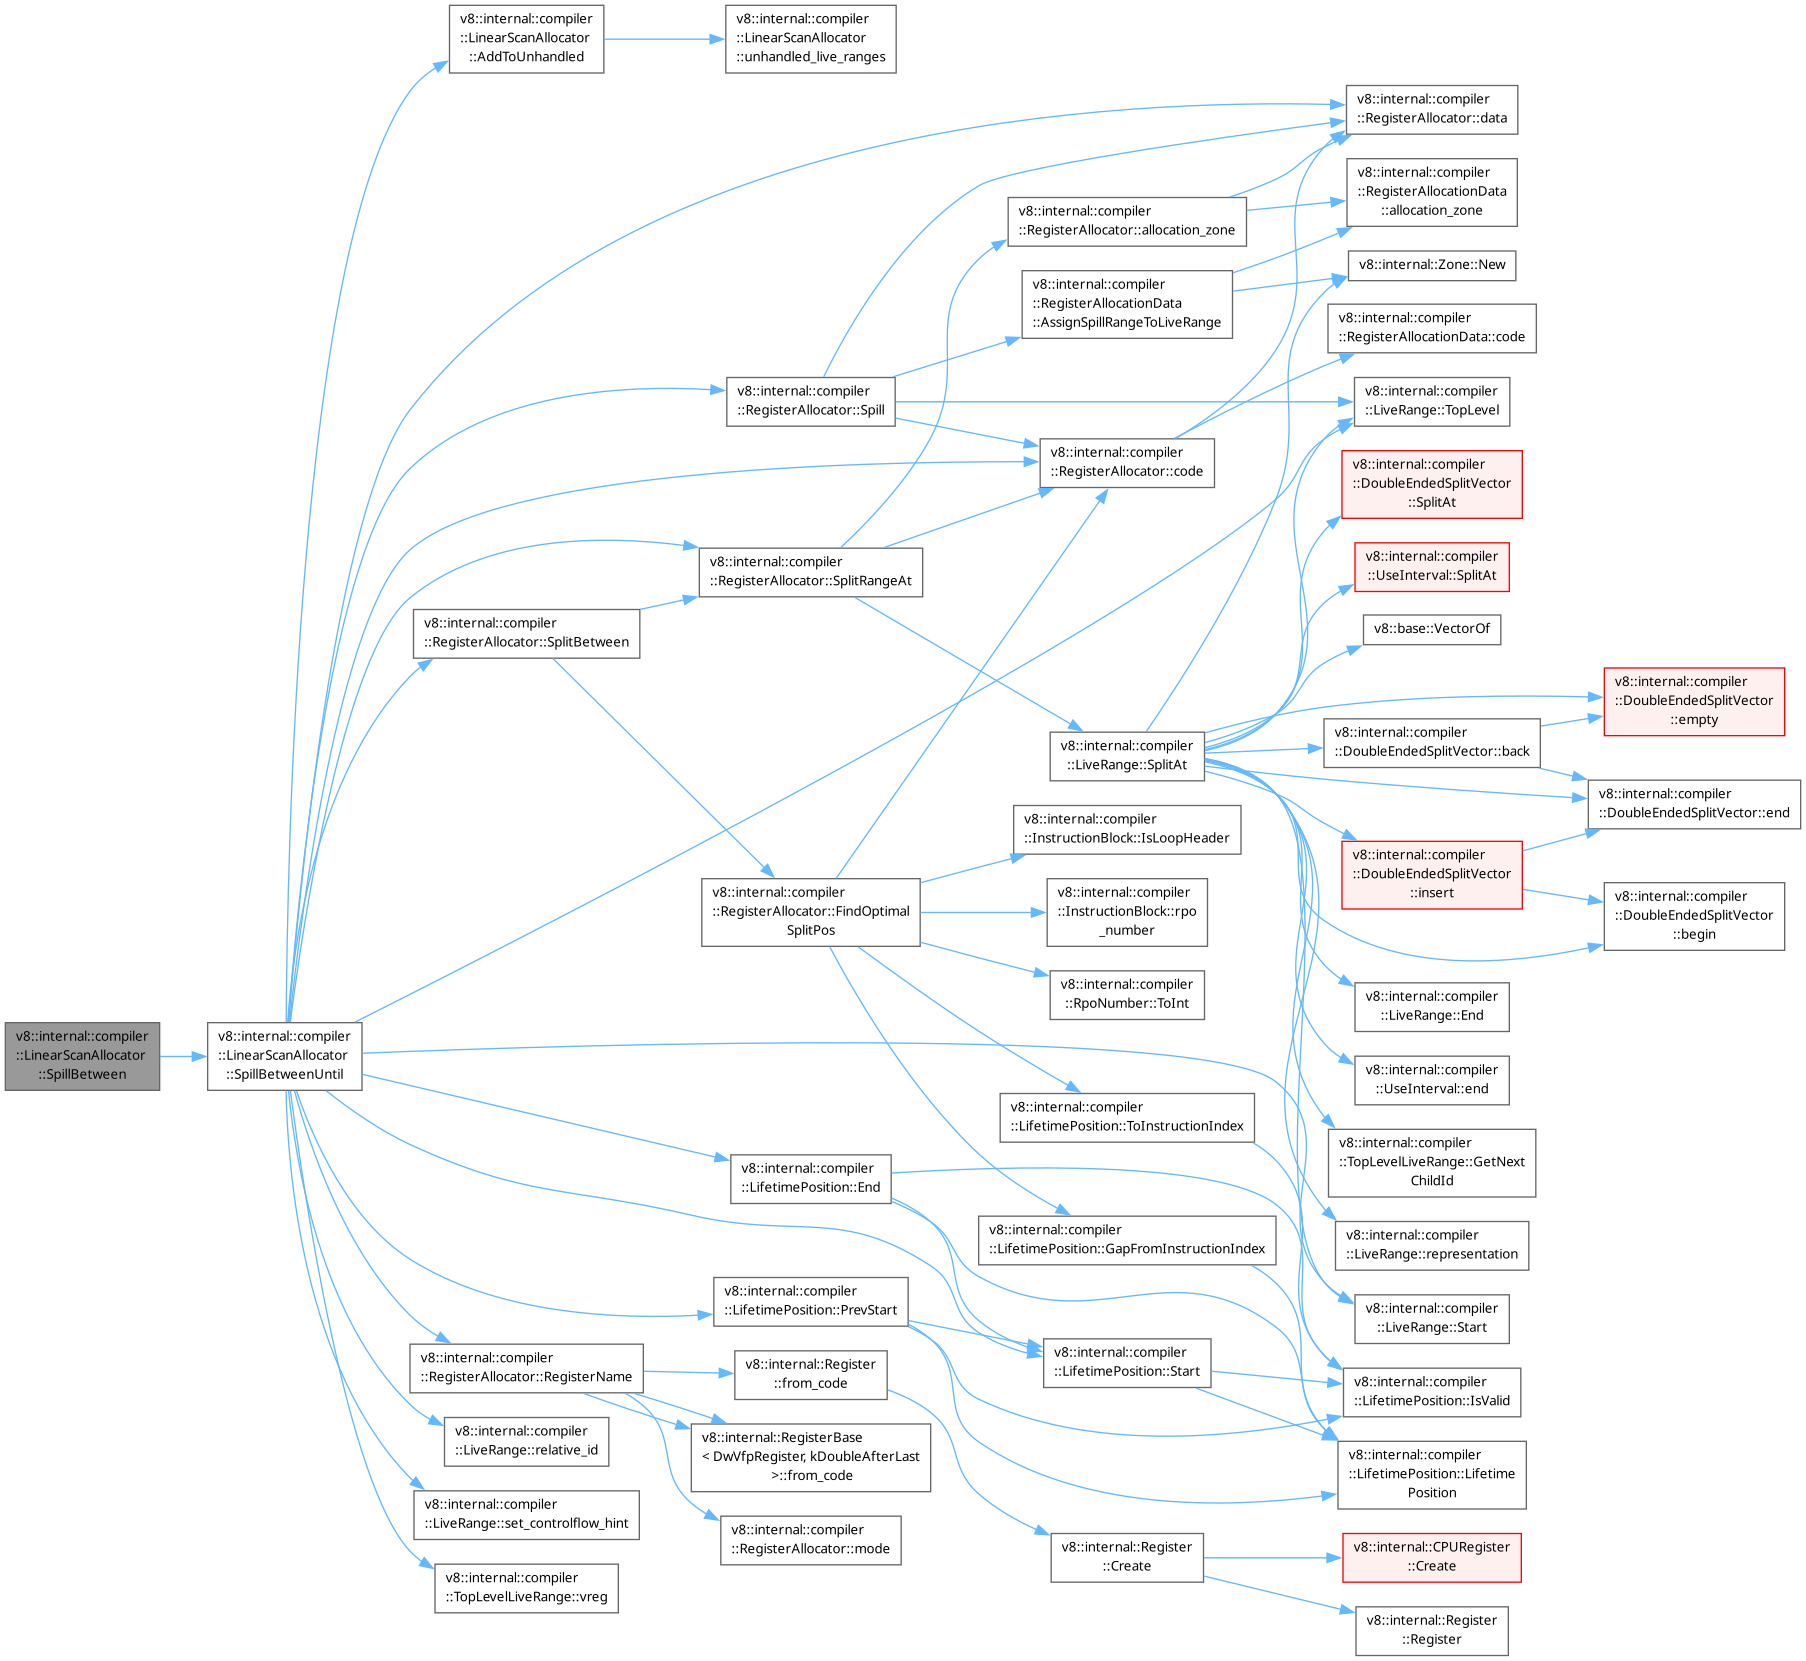 v8::internal::compiler
::LinearScanAllocator
::AddToUnhandled
v8::internal::compiler
::LinearScanAllocator
::unhandled_live_ranges
v8::internal::compiler
::RegisterAllocator::data
v8::internal::compiler
::RegisterAllocationData
::allocation_zone
v8::internal::compiler
::RegisterAllocator::allocation_zone
v8::internal::Zone::New
v8::internal::compiler
::RegisterAllocationData
::AssignSpillRangeToLiveRange
v8::internal::compiler
::RegisterAllocationData::code
v8::internal::compiler
::RegisterAllocator::Spill
v8::internal::compiler
::LiveRange::TopLevel
v8::internal::compiler
::RegisterAllocator::code
v8::internal::compiler
::DoubleEndedSplitVector
::SplitAt
v8::internal::compiler
::RegisterAllocator::SplitRangeAt
v8::internal::compiler
::UseInterval::SplitAt
v8::internal::compiler
::RegisterAllocator::SplitBetween
v8::base::VectorOf
v8::internal::compiler
::DoubleEndedSplitVector
::empty
v8::internal::compiler
::LiveRange::SplitAt
v8::internal::compiler
::DoubleEndedSplitVector::back
v8::internal::compiler
::DoubleEndedSplitVector::end
v8::internal::compiler
::InstructionBlock::IsLoopHeader
v8::internal::compiler
::DoubleEndedSplitVector
::insert
v8::internal::compiler
::RegisterAllocator::FindOptimal
SplitPos
v8::internal::compiler
::InstructionBlock::rpo
_number
v8::internal::compiler
::DoubleEndedSplitVector
::begin
v8::internal::compiler
::RpoNumber::ToInt
v8::internal::compiler
::LiveRange::End
v8::internal::compiler
::LinearScanAllocator
::SpillBetween
v8::internal::compiler
::LinearScanAllocator
::SpillBetweenUntil
v8::internal::compiler
::UseInterval::end
v8::internal::compiler
::LifetimePosition::ToInstructionIndex
v8::internal::compiler
::TopLevelLiveRange::GetNext
ChildId
v8::internal::compiler
::LifetimePosition::End
v8::internal::compiler
::LifetimePosition::GapFromInstructionIndex
v8::internal::compiler
::LiveRange::representation
v8::internal::compiler
::LifetimePosition::PrevStart
v8::internal::compiler
::LiveRange::Start
v8::internal::compiler
::RegisterAllocator::RegisterName
v8::internal::Register
::from_code
v8::internal::compiler
::LifetimePosition::Start
v8::internal::compiler
::LifetimePosition::IsValid
v8::internal::compiler
::LiveRange::relative_id
v8::internal::RegisterBase
< DwVfpRegister, kDoubleAfterLast
>::from_code
v8::internal::compiler
::LifetimePosition::Lifetime
Position
v8::internal::compiler
::LiveRange::set_controlflow_hint
v8::internal::compiler
::RegisterAllocator::mode
v8::internal::Register
::Create
v8::internal::CPURegister
::Create
v8::internal::compiler
::TopLevelLiveRange::vreg
v8::internal::Register
::Register